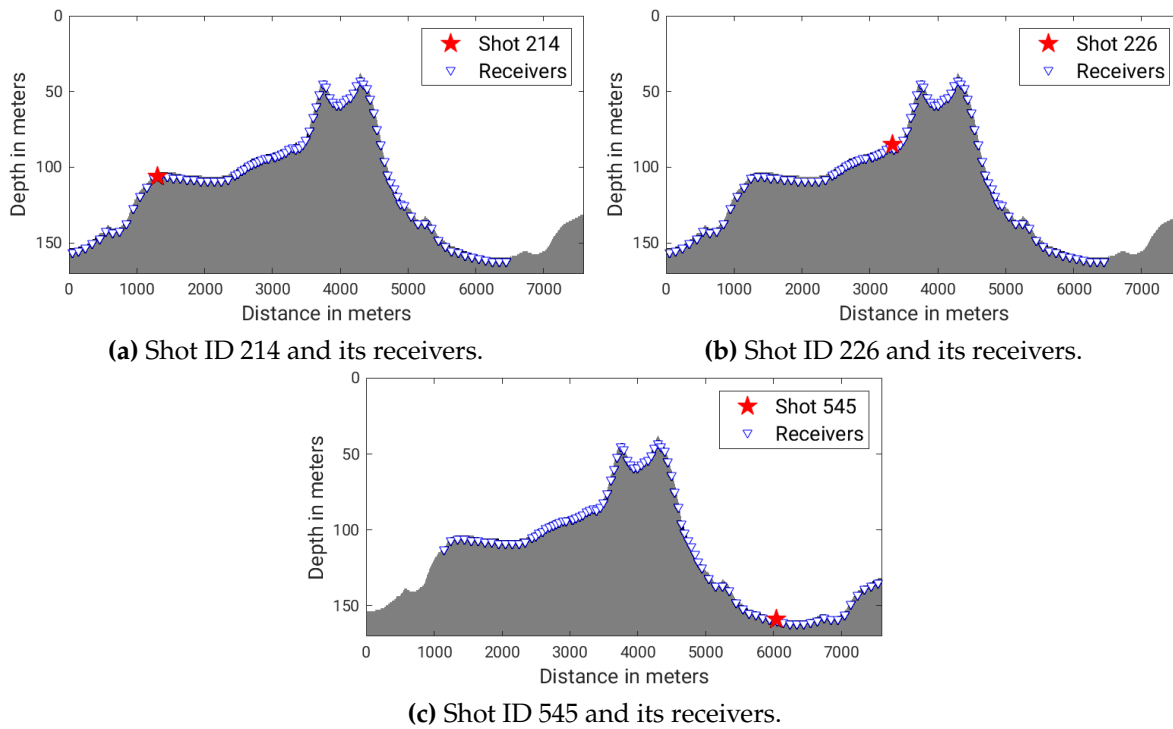 0
50
100
150
Depth in meters
Shot 214
Receivers
0 1000 2000 3000 4000 5000 6000 7000
Distance in meters
(a) Shot ID 214 and its receivers.
0
50
100
150
Depth in meters
Shot 226
Receivers
0 1000 2000 3000 4000 5000 6000 7000
Distance in meters
(b) Shot ID 226 and its receivers.
0
50
100
150
Depth in meters
Shot 545
Receivers
0 1000 2000 3000 4000 5000 6000 7000
Distance in meters
(c) Shot ID 545 and its receivers.